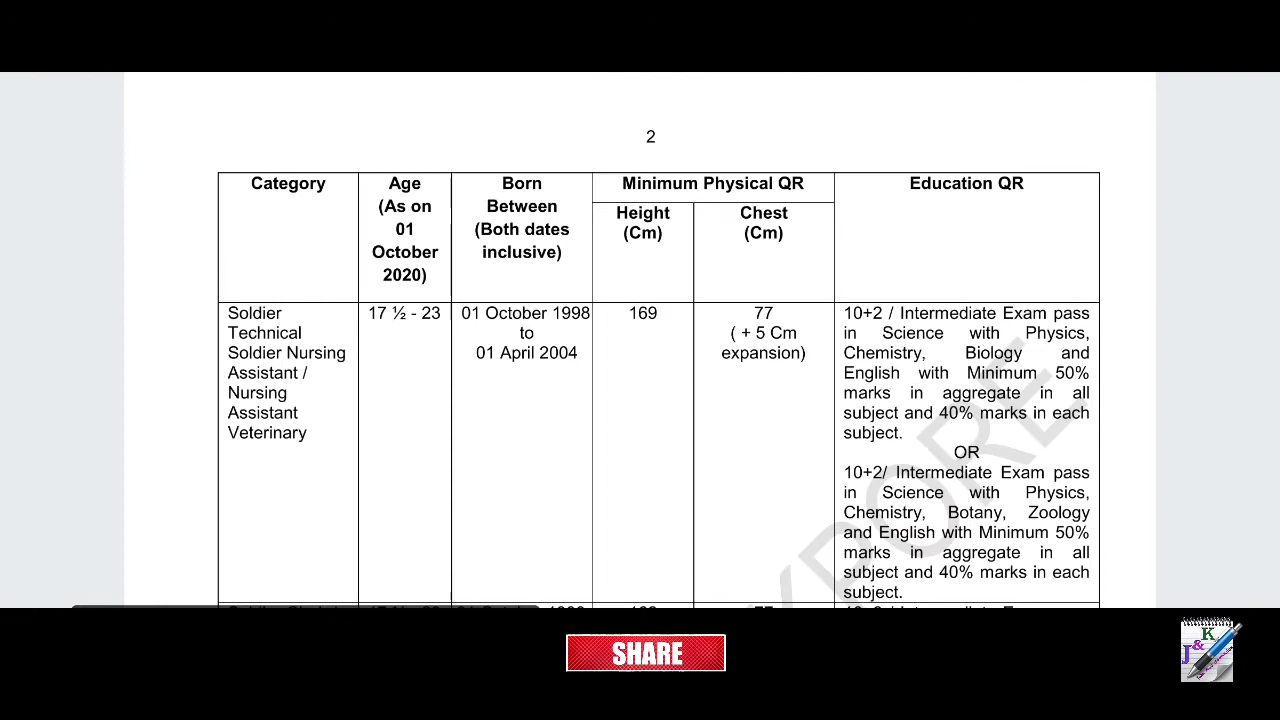 2
Category
Age
(As on
01
October
2020)
Born
Between
(Both dates
inclusive)
Minimum Physical QR
Height
(Cm)
Chest
(Cm)
Education QR
Soldier
Technical
Soldier Nursing
Assistant /
Nursing
Assistant
Veterinary
17 ½ - 23
01 October 1998
to
01 April 2004
169
77
( + 5 Cm
expansion)
10+2 / Intermediate Exam pass
in Science with Physics,
Chemistry, Biology and
English with Minimum 50%
marks in aggregate in all
subject and 40% marks in each
subject.
OR
10+2/ Intermediate Exam pass
in Science with Physics,
Chemistry, Botany, Zoology
and English with Minimum 50%
marks in aggregate in all
subject and 40% marks in each
subject.
SHARE
J&K